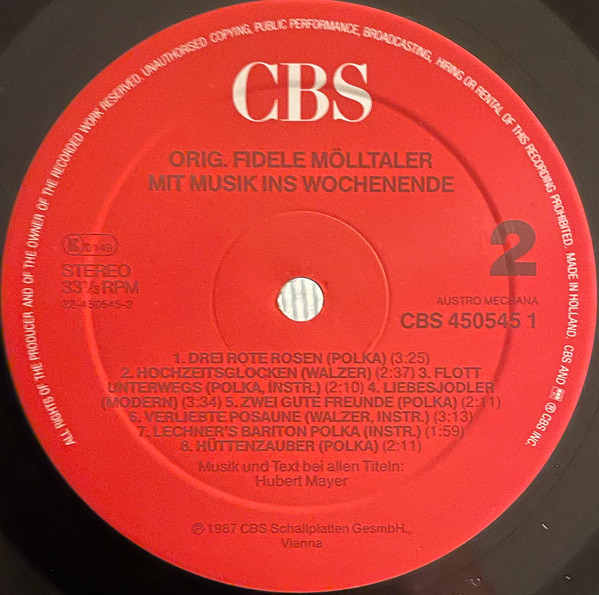 ALL RIGHTS OF THE PRODUCER AND OF THE OWNER OF THE RECORDED WORK RESERVED. UNAUTHORISED COPYING, PUBLIC PERFORMANCE, BROADCASTING, HIRING OR RENTAL OF THIS RECORDING PROHIBITED. MADE IN HOLLAND. CBS AND ® CBS INC.
CBS
ORIG. FIDELE MÖLLTALER
MIT MUSIK INS WOCHENENDE
2
STEREO
33⅓ RPM
22-450545-2
AUSTRO MECHANA
CBS 450545 1
1. DREI ROTE ROSEN (POLKA) (3:25)
2. HOCHZEITSGLOCKEN (WALZER) (2:37) 3. FLOTT
UNTERWEGS (POLKA, INSTR.) (2:10) 4. LIEBESJODLER
(MODERN) (3:34) 5. ZWEI GUTE FREUNDE (POLKA) (2:11)
6. VERLIEBTE POSAUNE (WALZER, INSTR.) (3:13)
7. LECHNER'S BARITON POLKA (INSTR.) (1:59)
8. HÜTTENZAUBER (POLKA) (2:11)
Musik und Text bei allen Titeln:
Hubert Mayer
℗ 1987 CBS Schallplatten GesmbH.,
Vienna